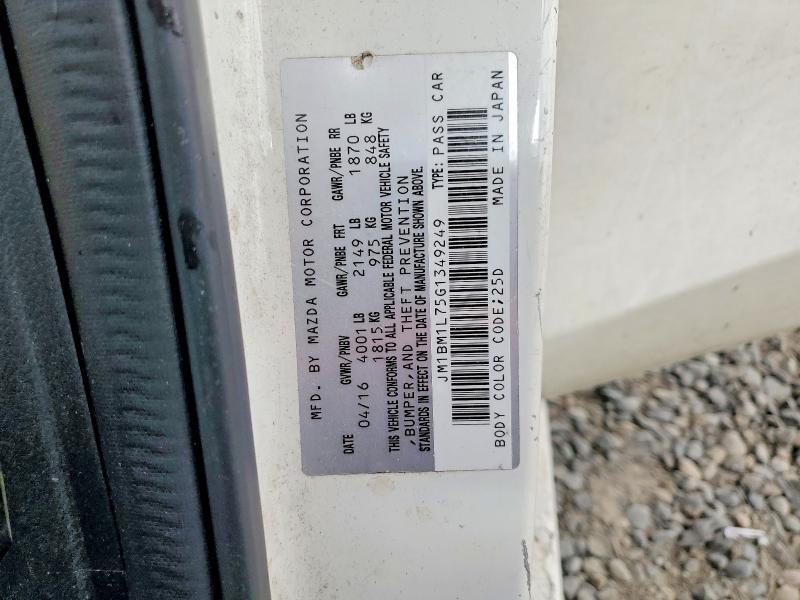 MFD. BY MAZDA MOTOR CORPORATION
GVWR/PNBV GAWR/PNBE FRT GAWR/PNBE RR
DATE 04/16 4001 LB 2149 LB 1870 LB
1815 KG 975 KG 848 KG
THIS VEHICLE CONFORMS TO ALL APPLICABLE FEDERAL MOTOR VEHICLE SAFETY
,BUMPER,AND THEFT PREVENTION
STANDARDS IN EFFECT ON THE DATE OF MANUFACTURE SHOWN ABOVE.
JM1BM1L75G1349249 TYPE: PASS CAR
BODY COLOR CODE;25D MADE IN JAPAN